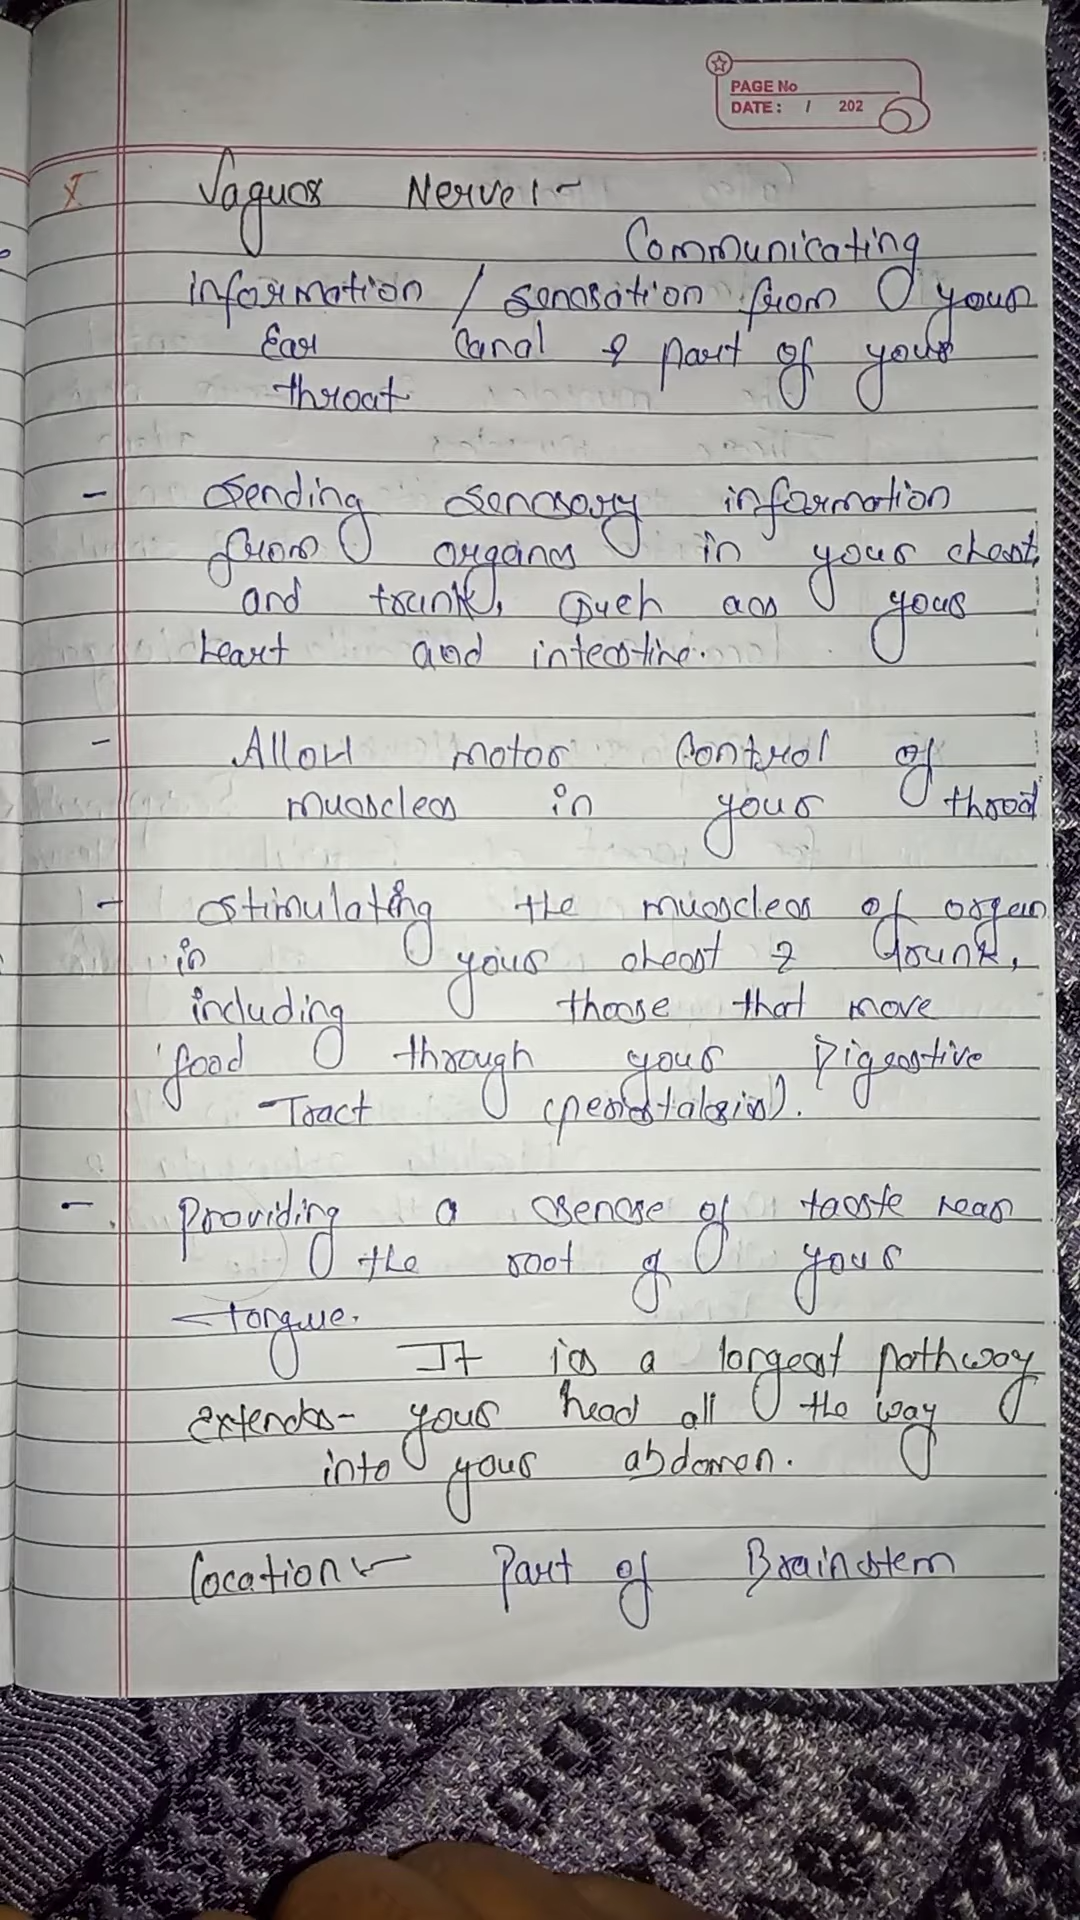 PAGE No
DATE: / 202
X Vagus Nerve :-
Communicating
information / sensation from your
Ear Canal & part of your
throat
- Sending sensory information
from organs in your chest
and trunk, such as your
heart and intestine.
- Allow motor control of
muscles in your throat
- stimulating the muscles of organ
in your chest & trunk,
including those that move
food through your Digestive
Tract (peristalsis).
- Providing a sense of taste near
the root of your
tongue.
It is a largest pathway
extends - your head all the way
into your abdomen.
Location :- Part of Brainstem